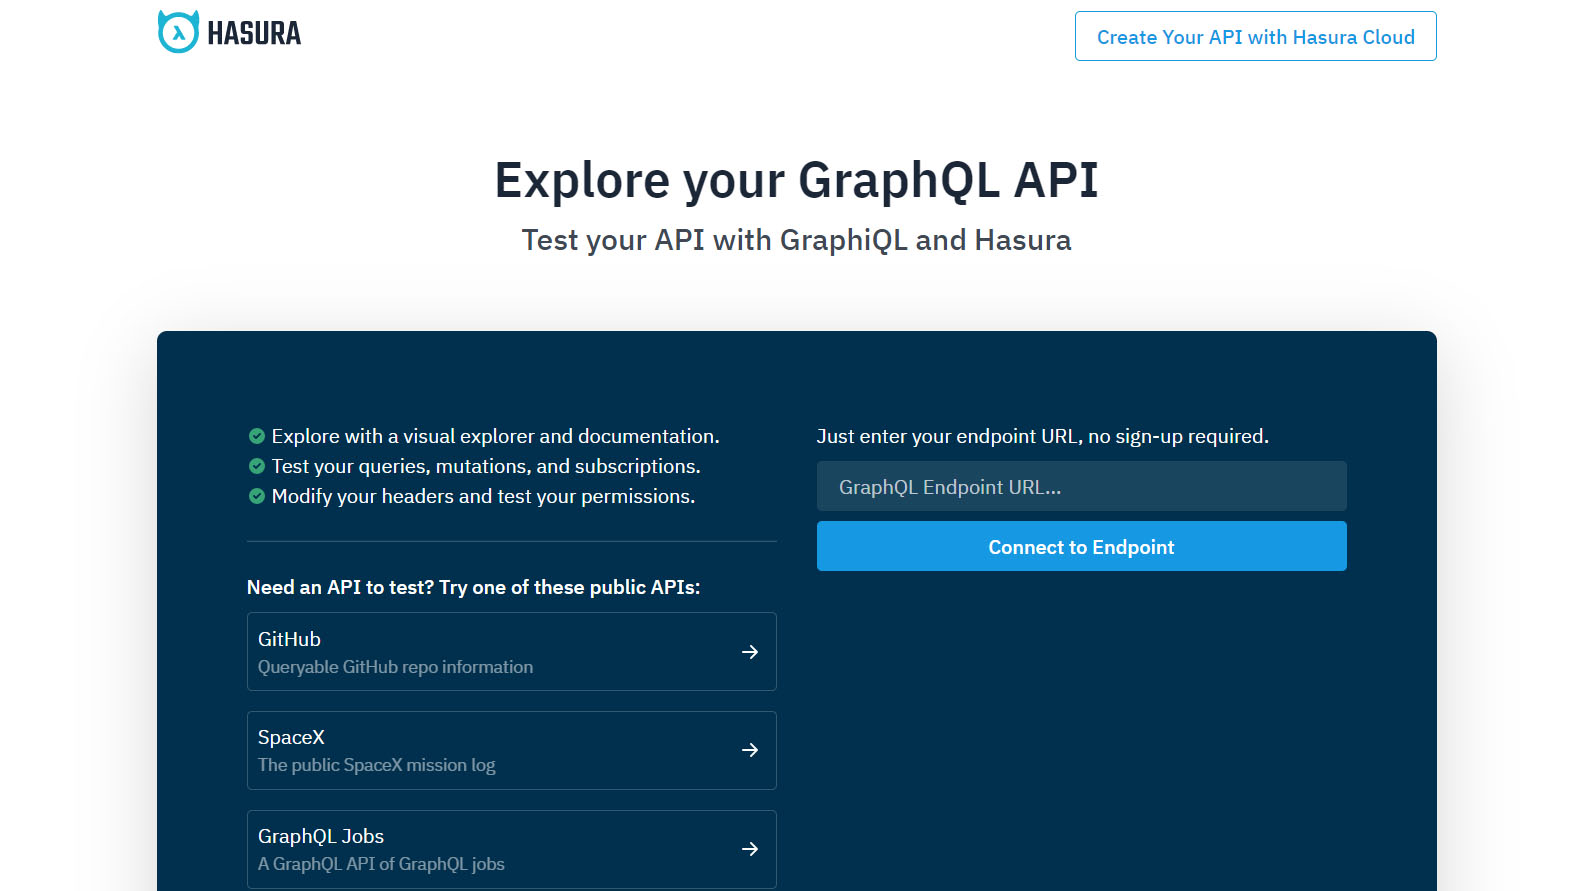 HASURA
Create Your API with Hasura Cloud
Explore your GraphQL API
Test your API with GraphiQL and Hasura
Explore with a visual explorer and documentation.
Test your queries, mutations, and subscriptions.
Modify your headers and test your permissions.
Need an API to test? Try one of these public APIs:
GitHub
Queryable GitHub repo information
SpaceX
The public SpaceX mission log
GraphQL Jobs
A GraphQL API of GraphQL jobs
Just enter your endpoint URL, no sign-up required.
GraphQL Endpoint URL...
Connect to Endpoint